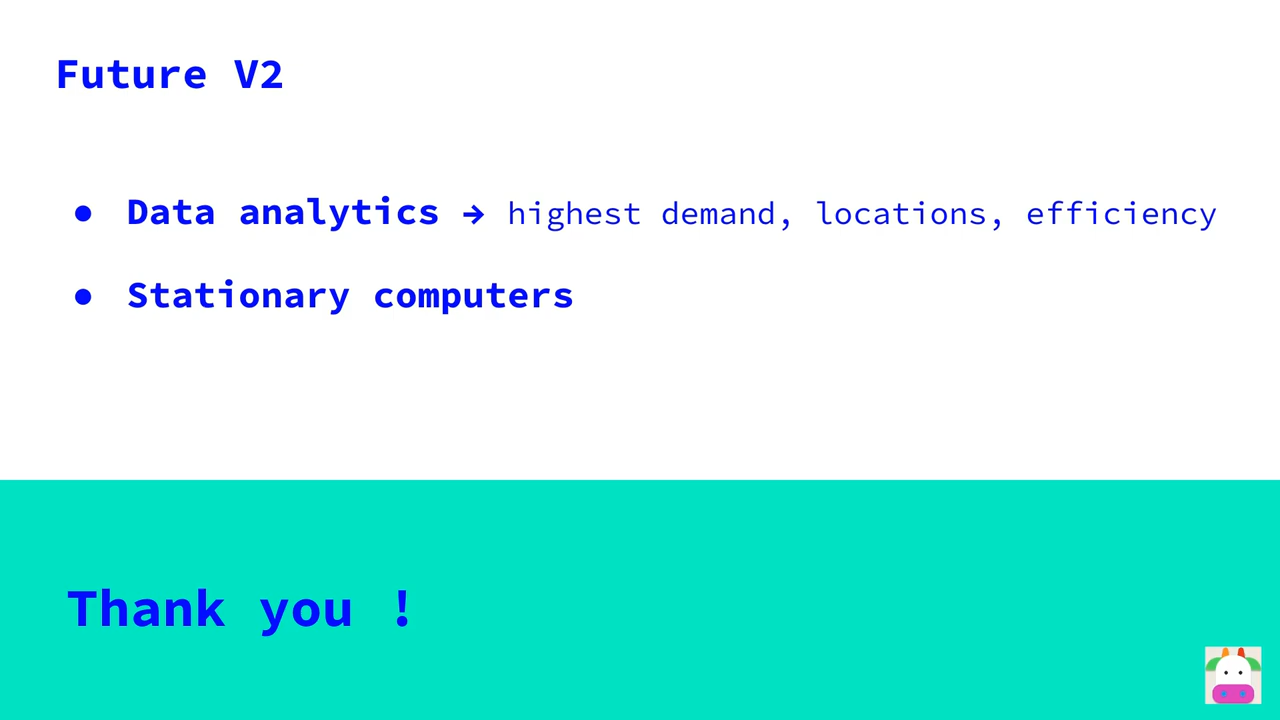 Future V2
● Data analytics → highest demand, locations, efficiency
● Stationary computers
Thank you !